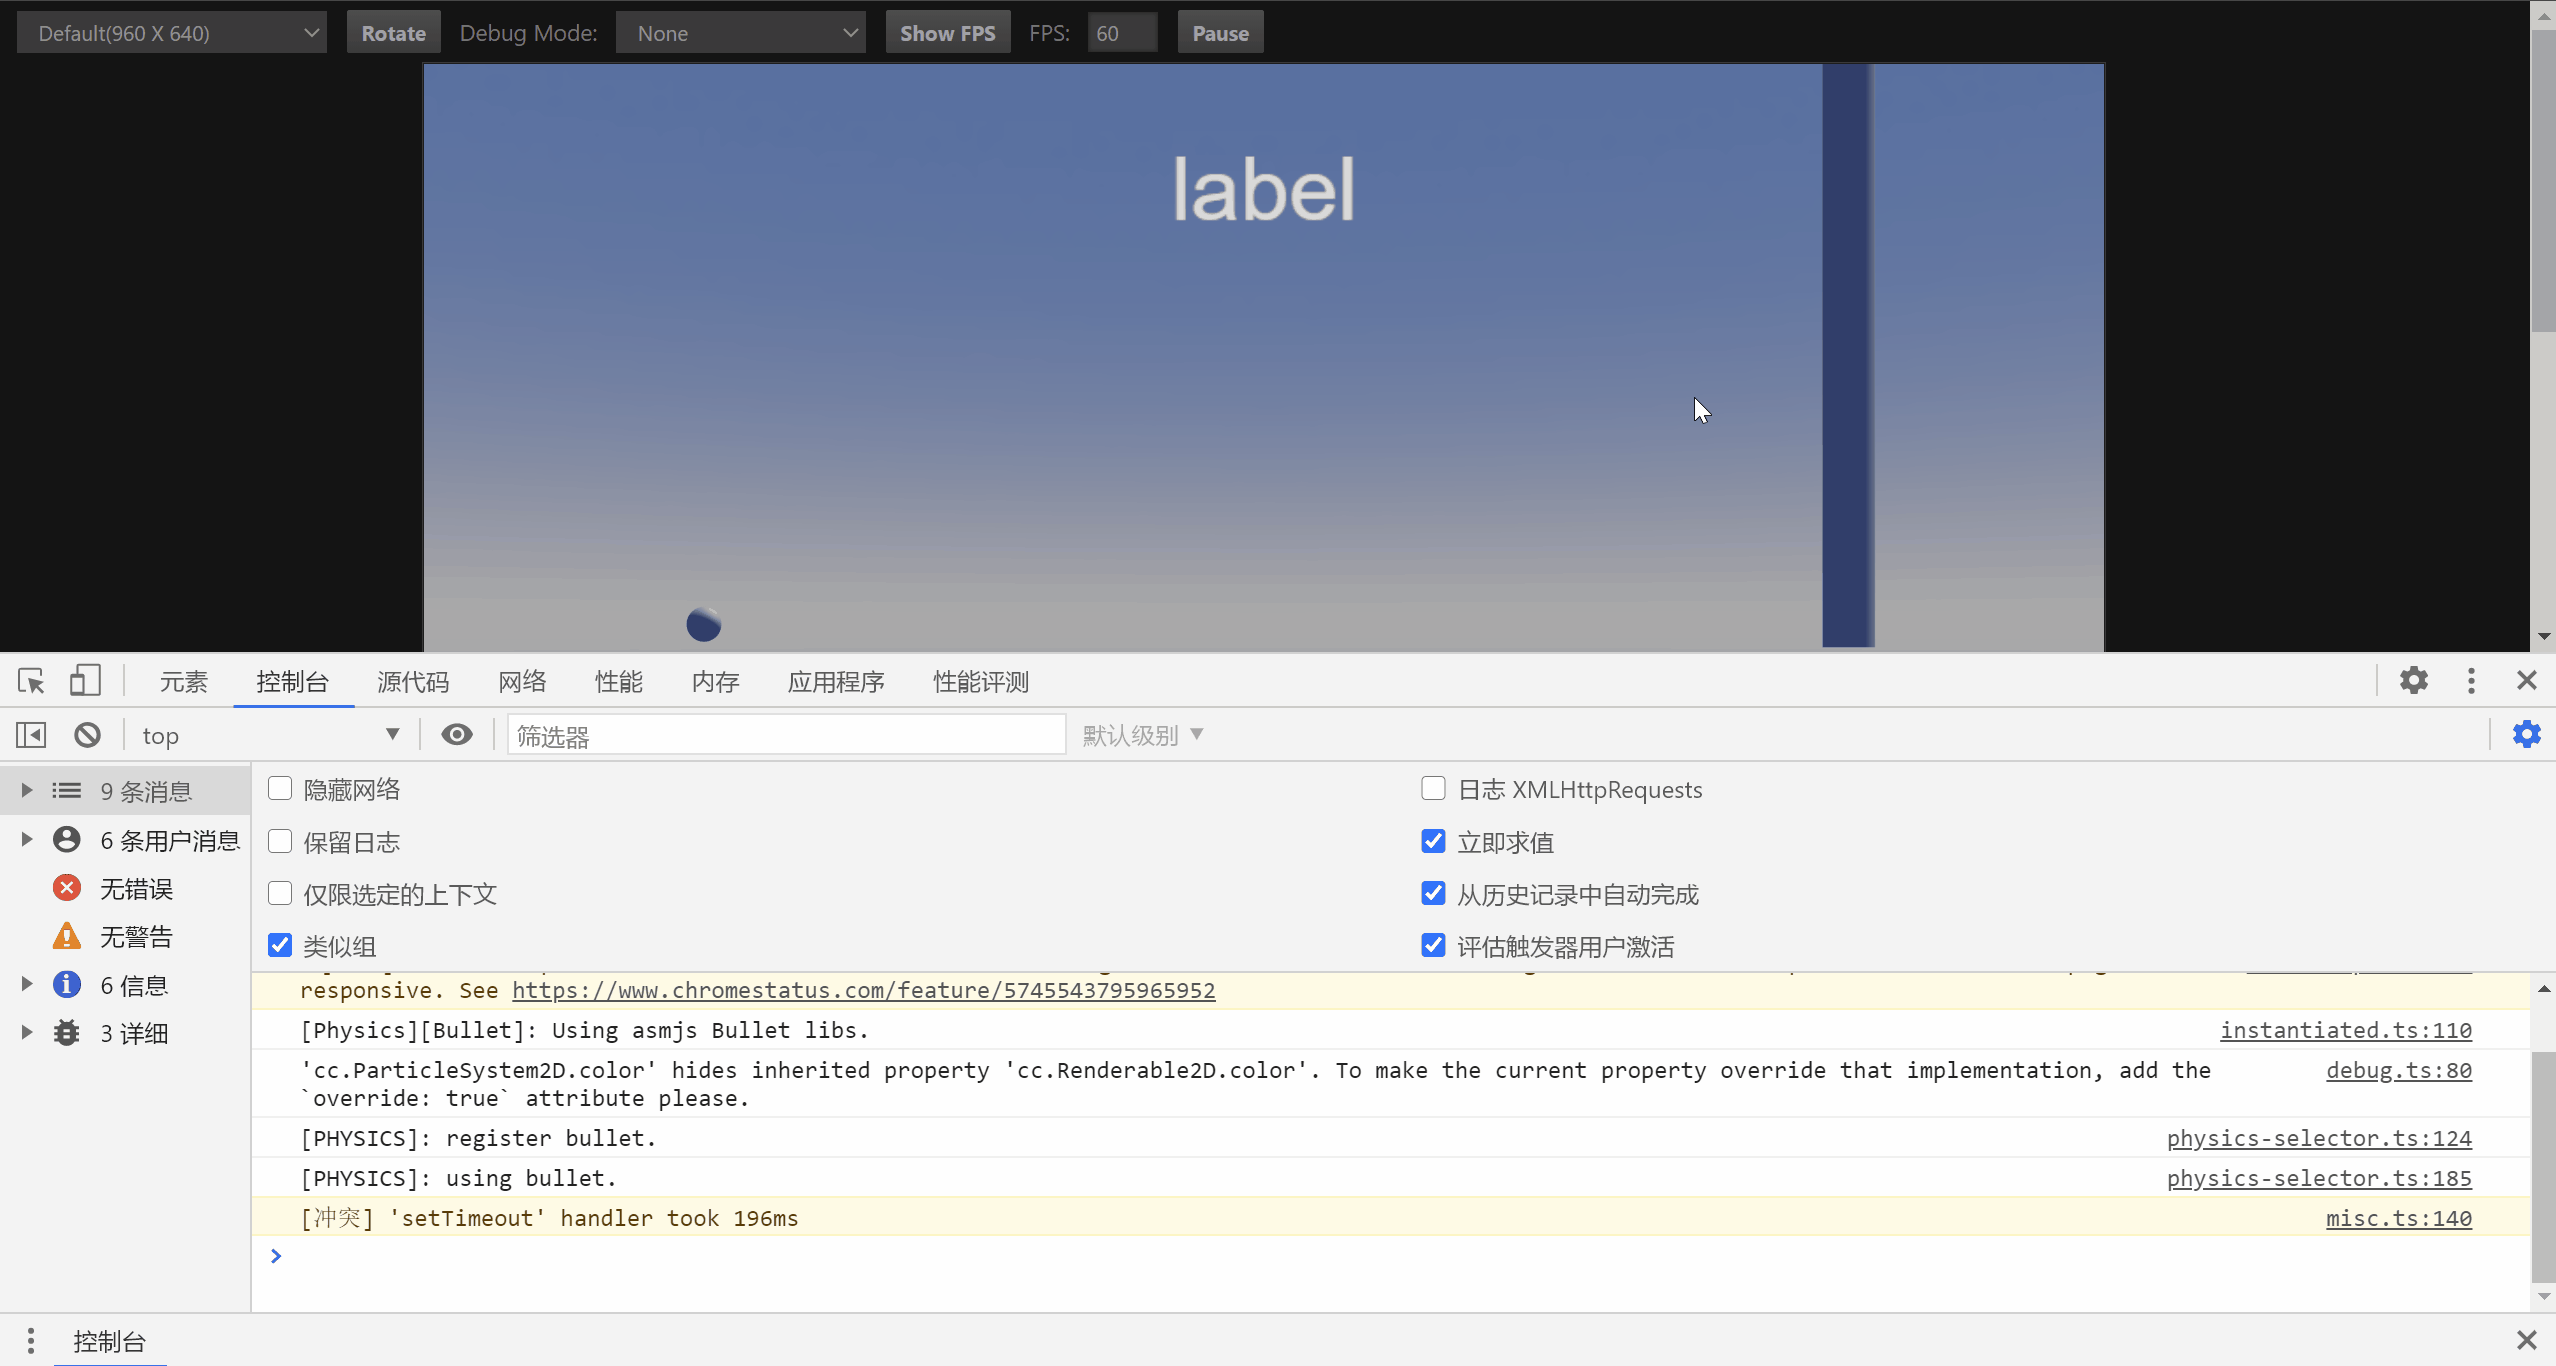 Default(960 X 640) Rotate Debug Mode: None Show FPS FPS: 60 Pause
label
元素 控制台 源代码 网络 性能 内存 应用程序 性能评测
top 筛选器 默认级别
9 条消息
6 条用户消息
无错误
无警告
6 信息
3 详细
隐藏网络 日志 XMLHttpRequests
保留日志 立即求值
仅限选定的上下文 从历史记录中自动完成
类似组 评估触发器用户激活
responsive. See https://www.chromestatus.com/feature/5745543795965952
[Physics][Bullet]: Using asmjs Bullet libs. instantiated.ts:110
'cc.ParticleSystem2D.color' hides inherited property 'cc.Renderable2D.color'. To make the current property override that implementation, add the debug.ts:80
`override: true` attribute please.
[PHYSICS]: register bullet. physics-selector.ts:124
[PHYSICS]: using bullet. physics-selector.ts:185
[冲突] 'setTimeout' handler took 196ms misc.ts:140
控制台